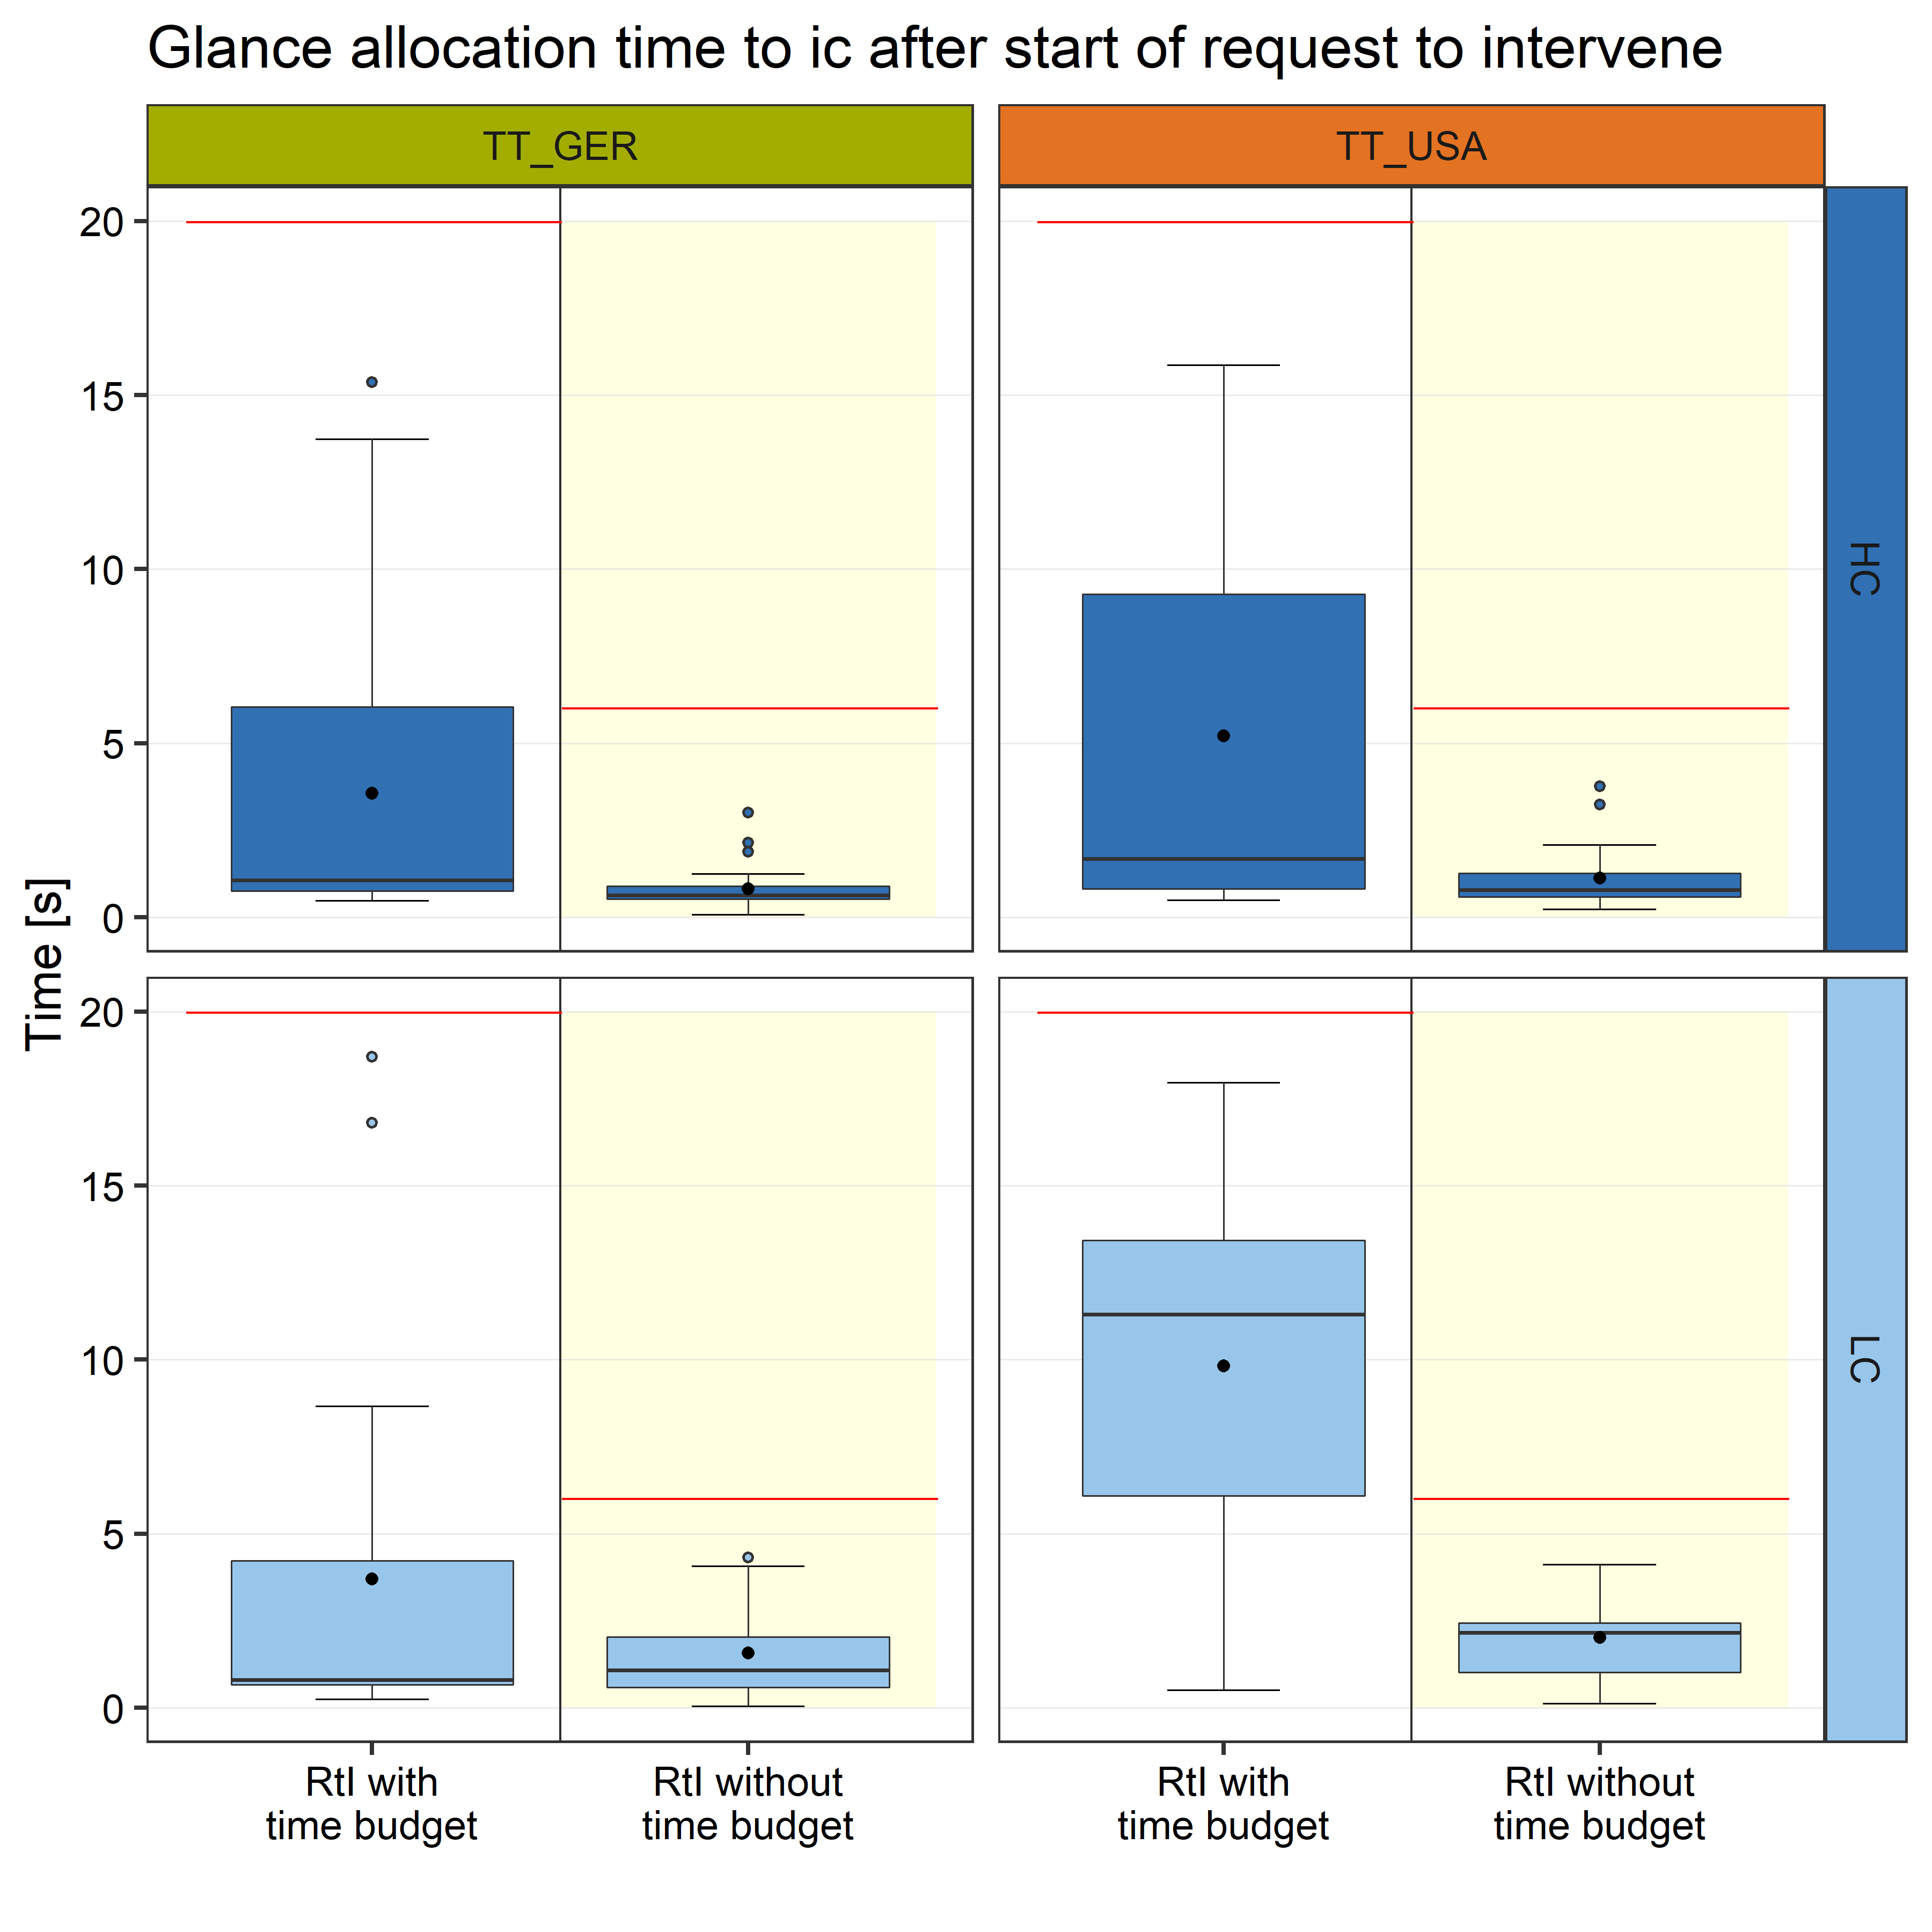 Glance allocation time to ic after start of request to intervene
TT_GER
TT_USA
Time [s]
20
15
10
5
0
HC
20
15
10
5
0
LC
RtI with
time budget
RtI without
time budget
RtI with
time budget
RtI without
time budget